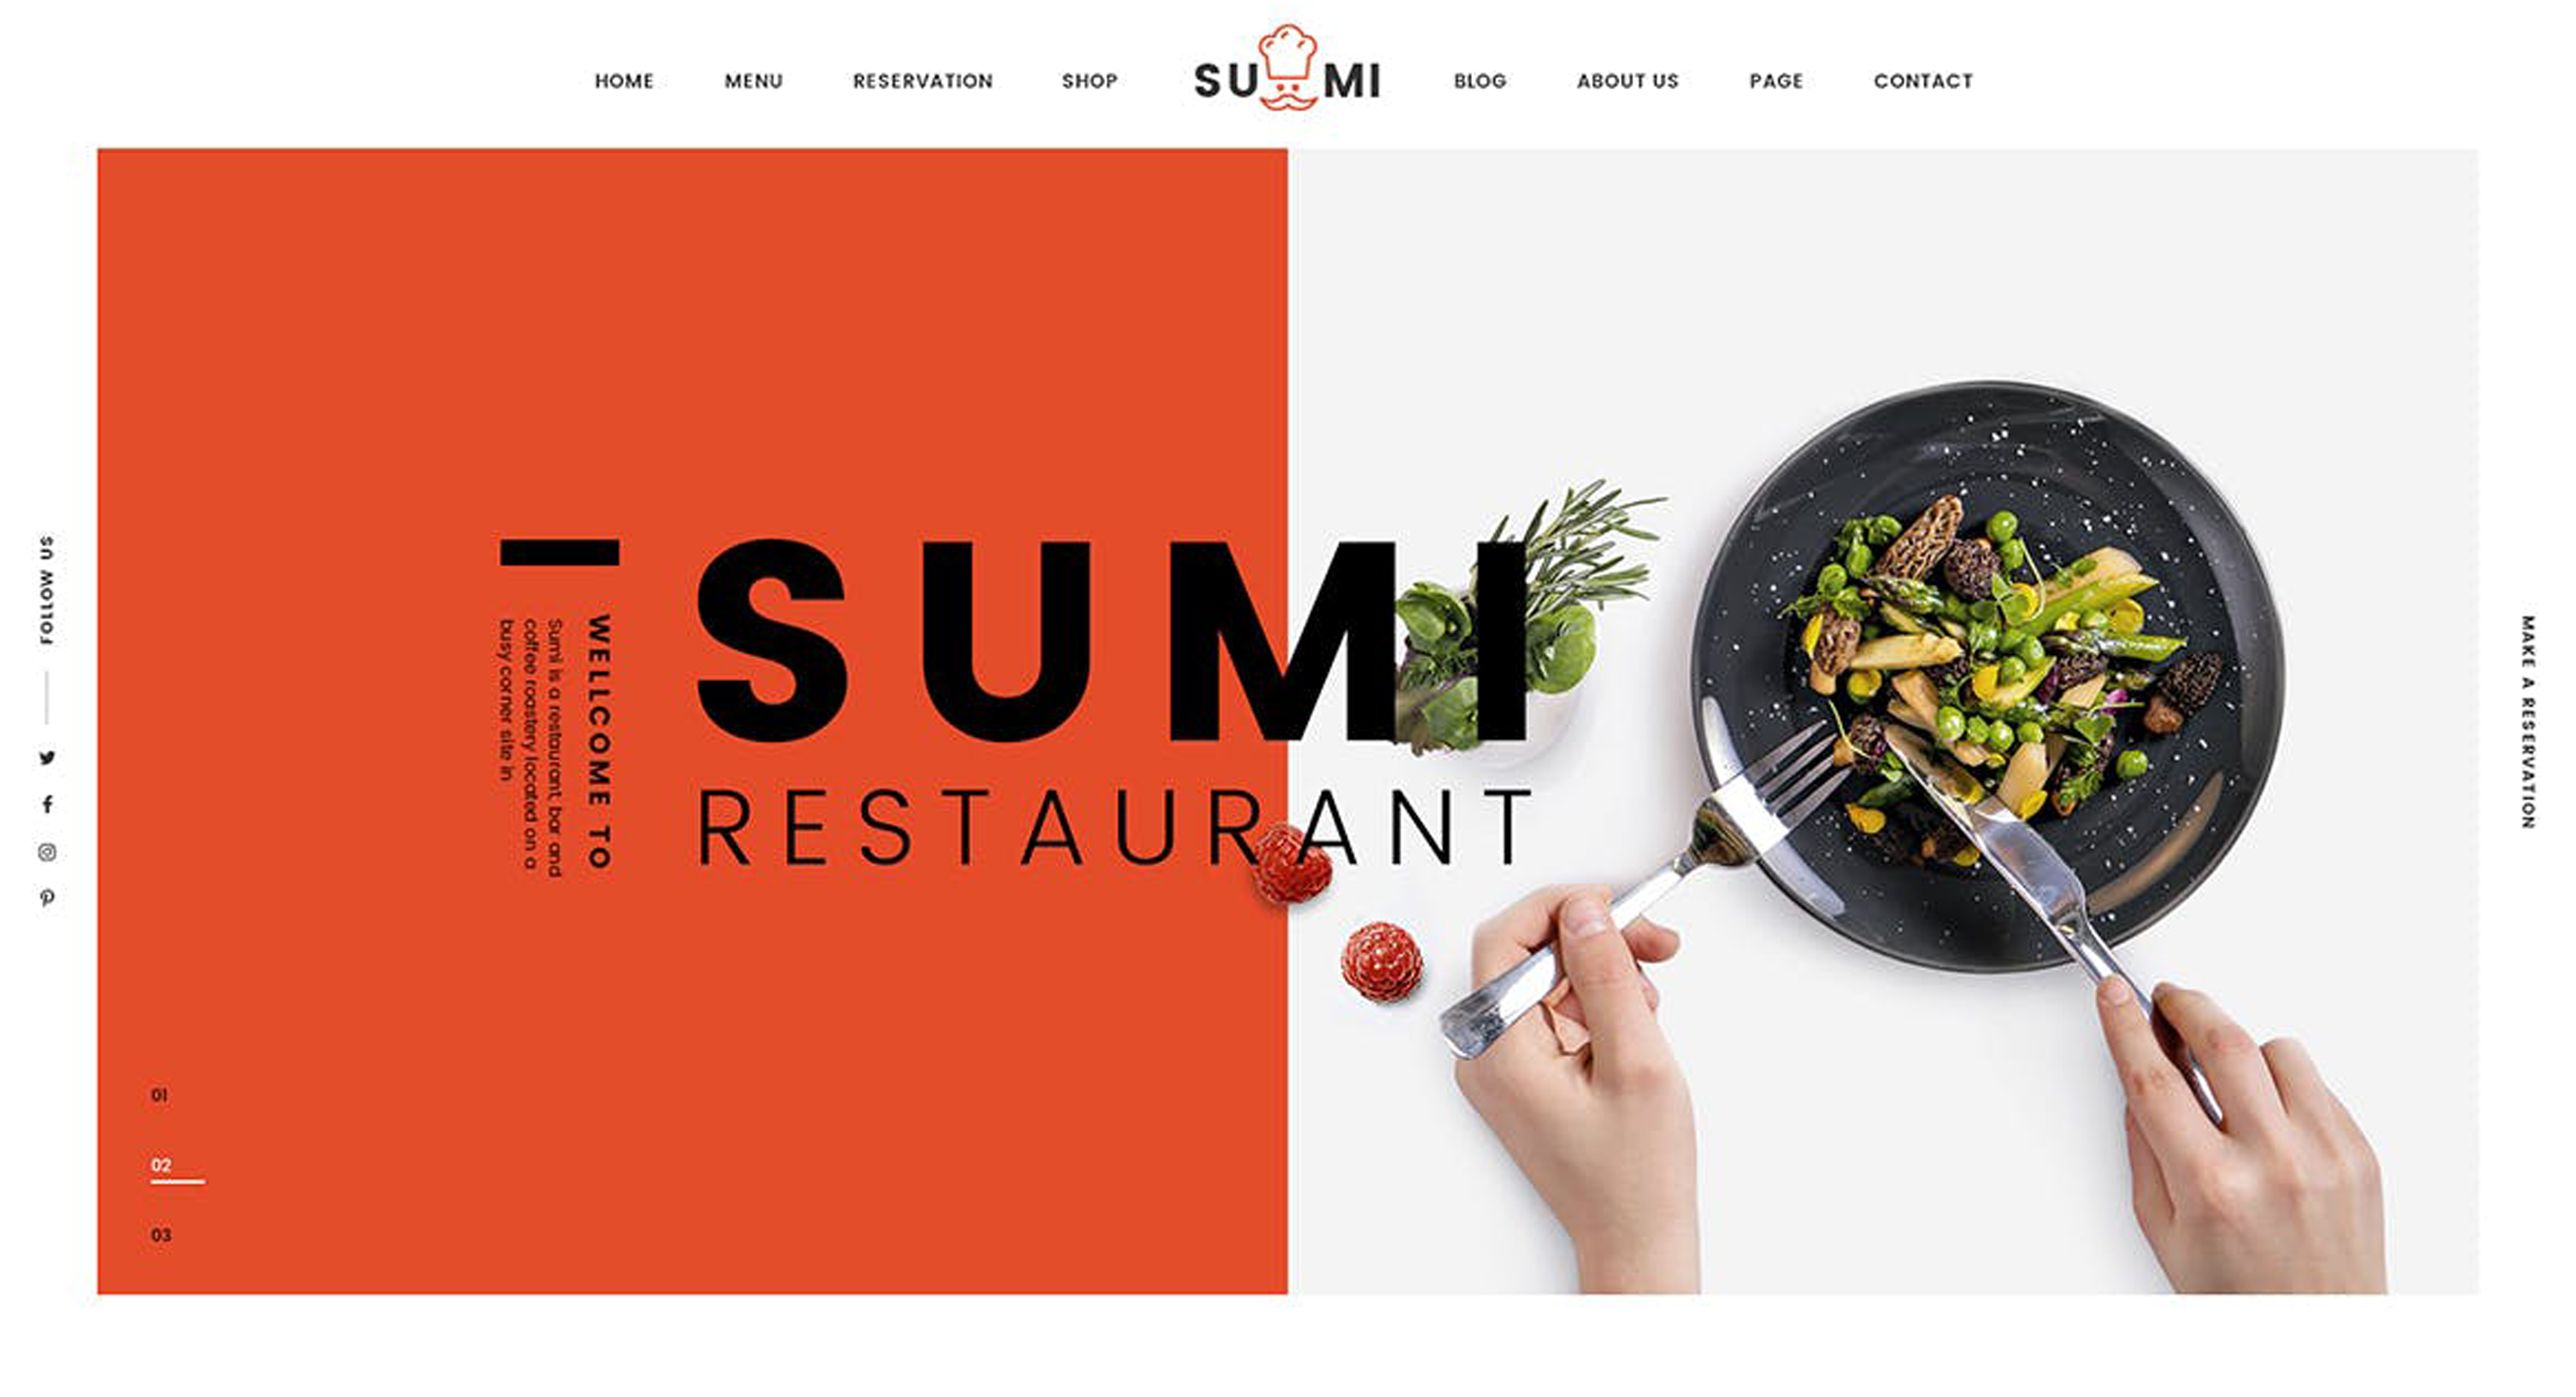 HOME
MENU
RESERVATION
SHOP
SUMI
BLOG
ABOUT US
PAGE
CONTACT
FOLLOW US
WELLCOME TO
Sumi is a restaurant, bar and
coffee roastery located on a
busy corner site in
SUMI
RESTAURANT
01
02
03
MAKE A RESERVATION